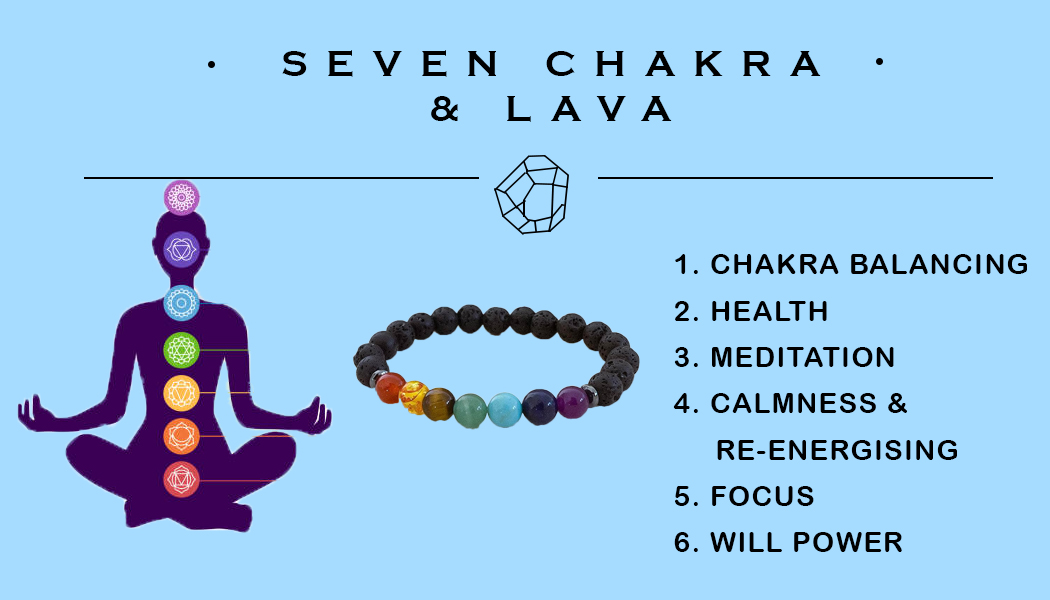 · SEVEN CHAKRA ·
& LAVA
1. CHAKRA BALANCING
2. HEALTH
3. MEDITATION
4. CALMNESS &
RE-ENERGISING
5. FOCUS
6. WILL POWER